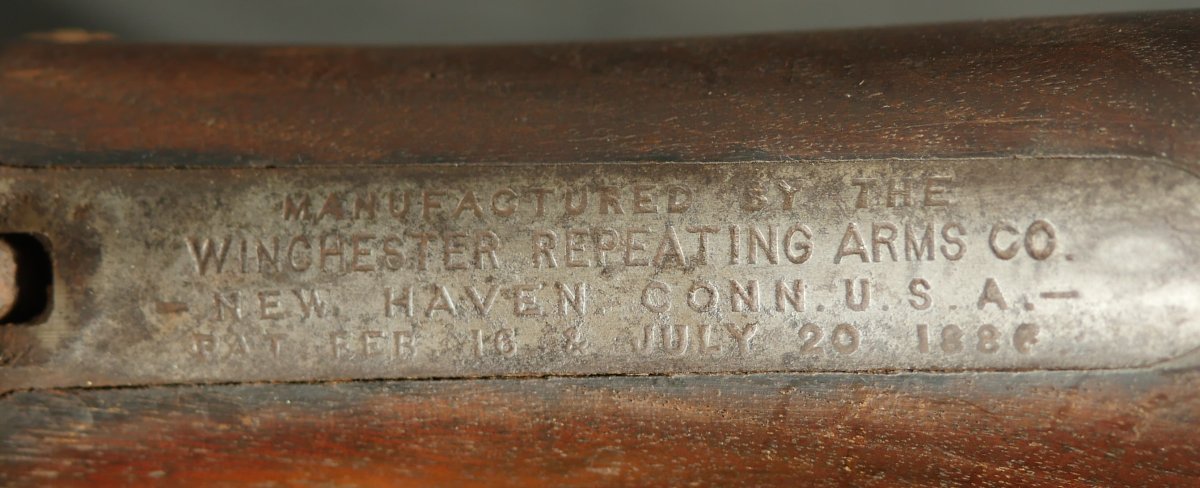 MANUFACTURED BY THE
WINCHESTER REPEATING ARMS CO.
- NEW. HAVEN. CONN. U. S. A. -
PAT FEB. 16 & JULY 20 1886